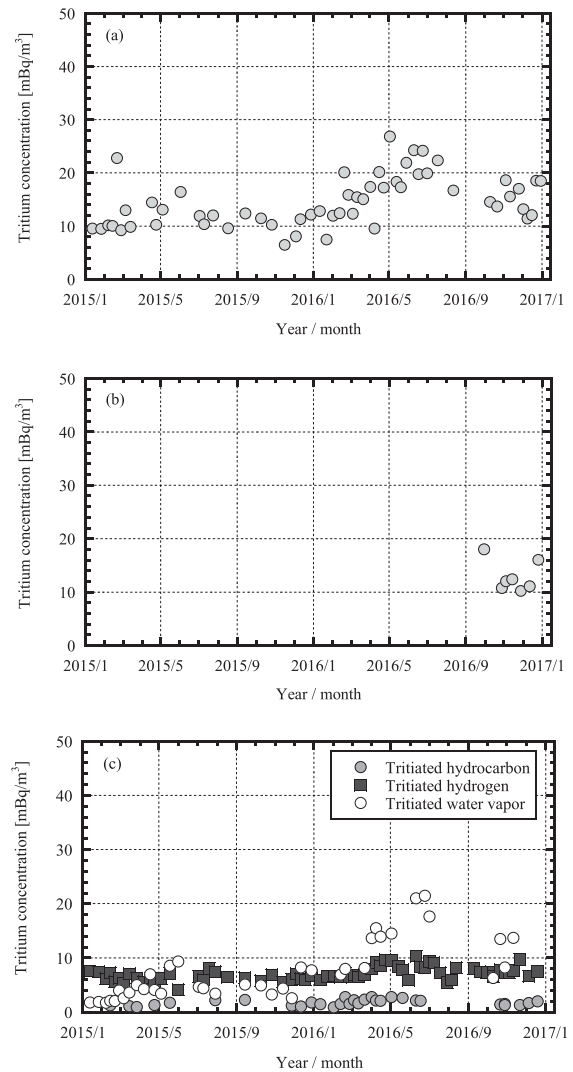 (a)
Tritium concentration [mBq/m³]
50
40
30
20
10
0
2015/1 2015/5 2015/9 2016/1 2016/5 2016/9 2017/1
Year / month
(b)
Tritium concentration [mBq/m³]
50
40
30
20
10
0
2015/1 2015/5 2015/9 2016/1 2016/5 2016/9 2017/1
Year / month
(c)
Tritium concentration [mBq/m³]
50
40
30
20
10
0
Tritiated hydrocarbon
Tritiated hydrogen
Tritiated water vapor
2015/1 2015/5 2015/9 2016/1 2016/5 2016/9 2017/1
Year / month